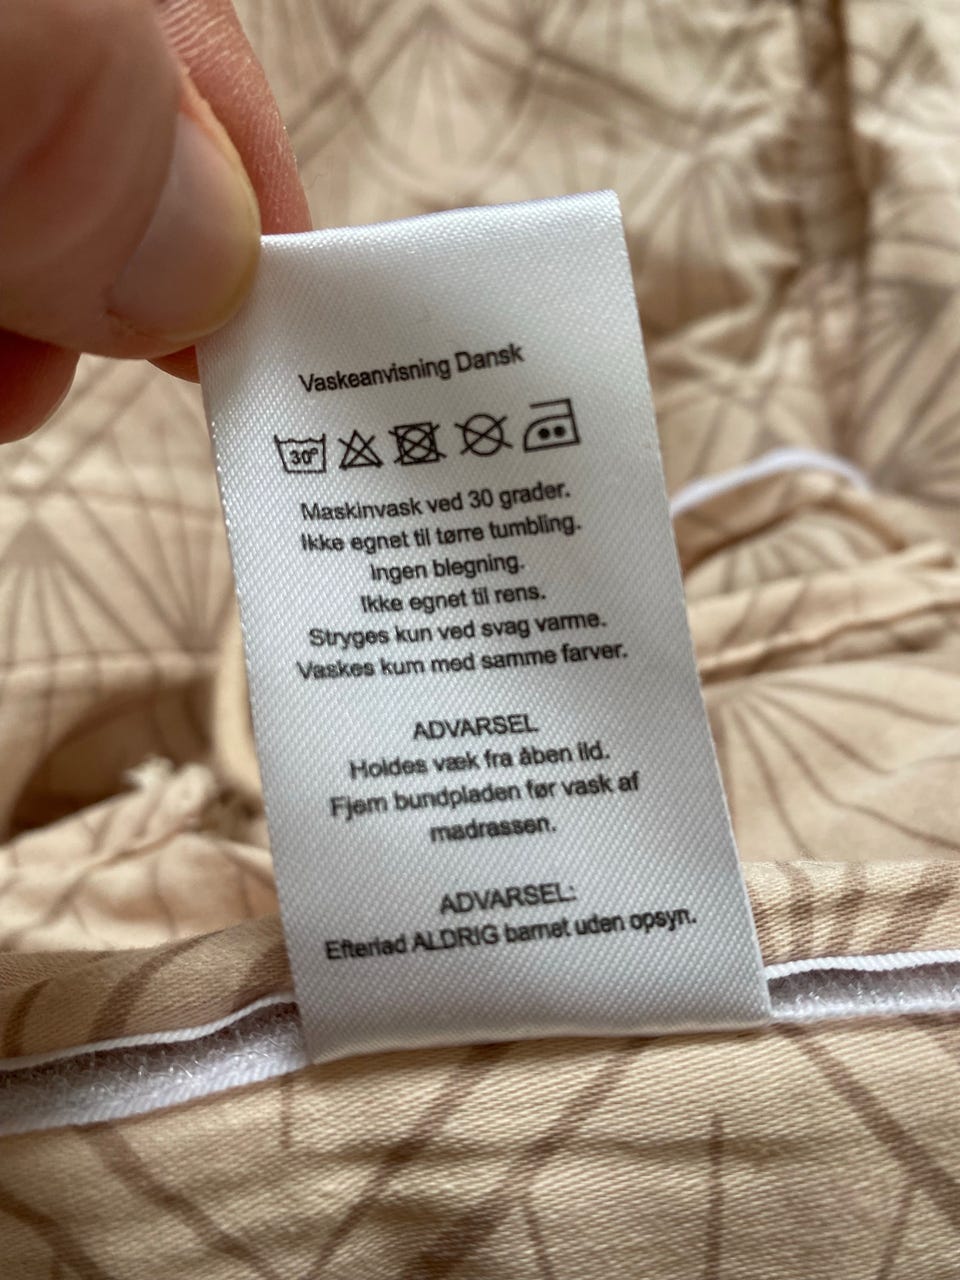 Vaskeanvisning Dansk
30°
Maskinvask ved 30 grader.
Ikke egnet til tørre tumbling.
Ingen blegning.
Ikke egnet til rens.
Stryges kun ved svag varme.
Vaskes kum med samme farver.
ADVARSEL
Holdes væk fra åben ild.
Fjern bundpladen før vask af
madrassen.
ADVARSEL:
Efterlad ALDRIG barnet uden opsyn.